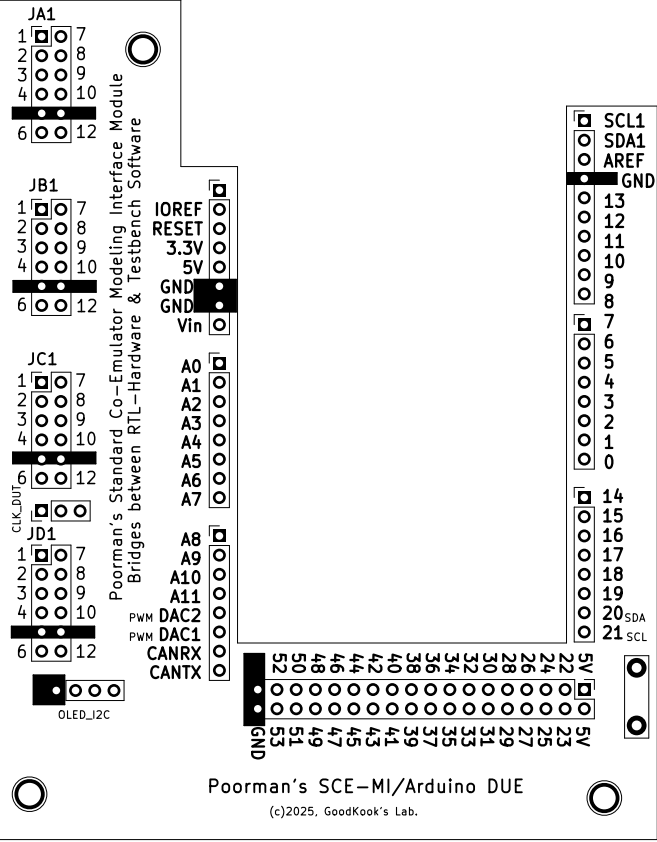 JA1
1 7
2 8
3 9
4 10
6 12
JB1
1 7
2 8
3 9
4 10
6 12
JC1
1 7
2 8
3 9
4 10
6 12
CLK_DUT
JD1
1 7
2 8
3 9
4 10
6 12
OLED_I2C
Poorman's Standard Co-Emulator Modeling Interface Module
Bridges between RTL-Hardware & Testbench Software
IOREF
RESET
3.3V
5V
GND
GND
Vin
A0
A1
A2
A3
A4
A5
A6
A7
A8
A9
A10
A11
PWM DAC2
PWM DAC1
CANRX
CANTX
SCL1
SDA1
AREF
GND
13
12
11
10
9
8
7
6
5
4
3
2
1
0
14
15
16
17
18
19
20 SDA
21 SCL
52 50 48 46 44 42 40 38 36 34 32 30 28 26 24 22 5V
GND 53 51 49 47 45 43 41 39 37 35 33 31 29 27 25 23 5V
Poorman's SCE-MI/Arduino DUE
(c)2025, GoodKook's Lab.